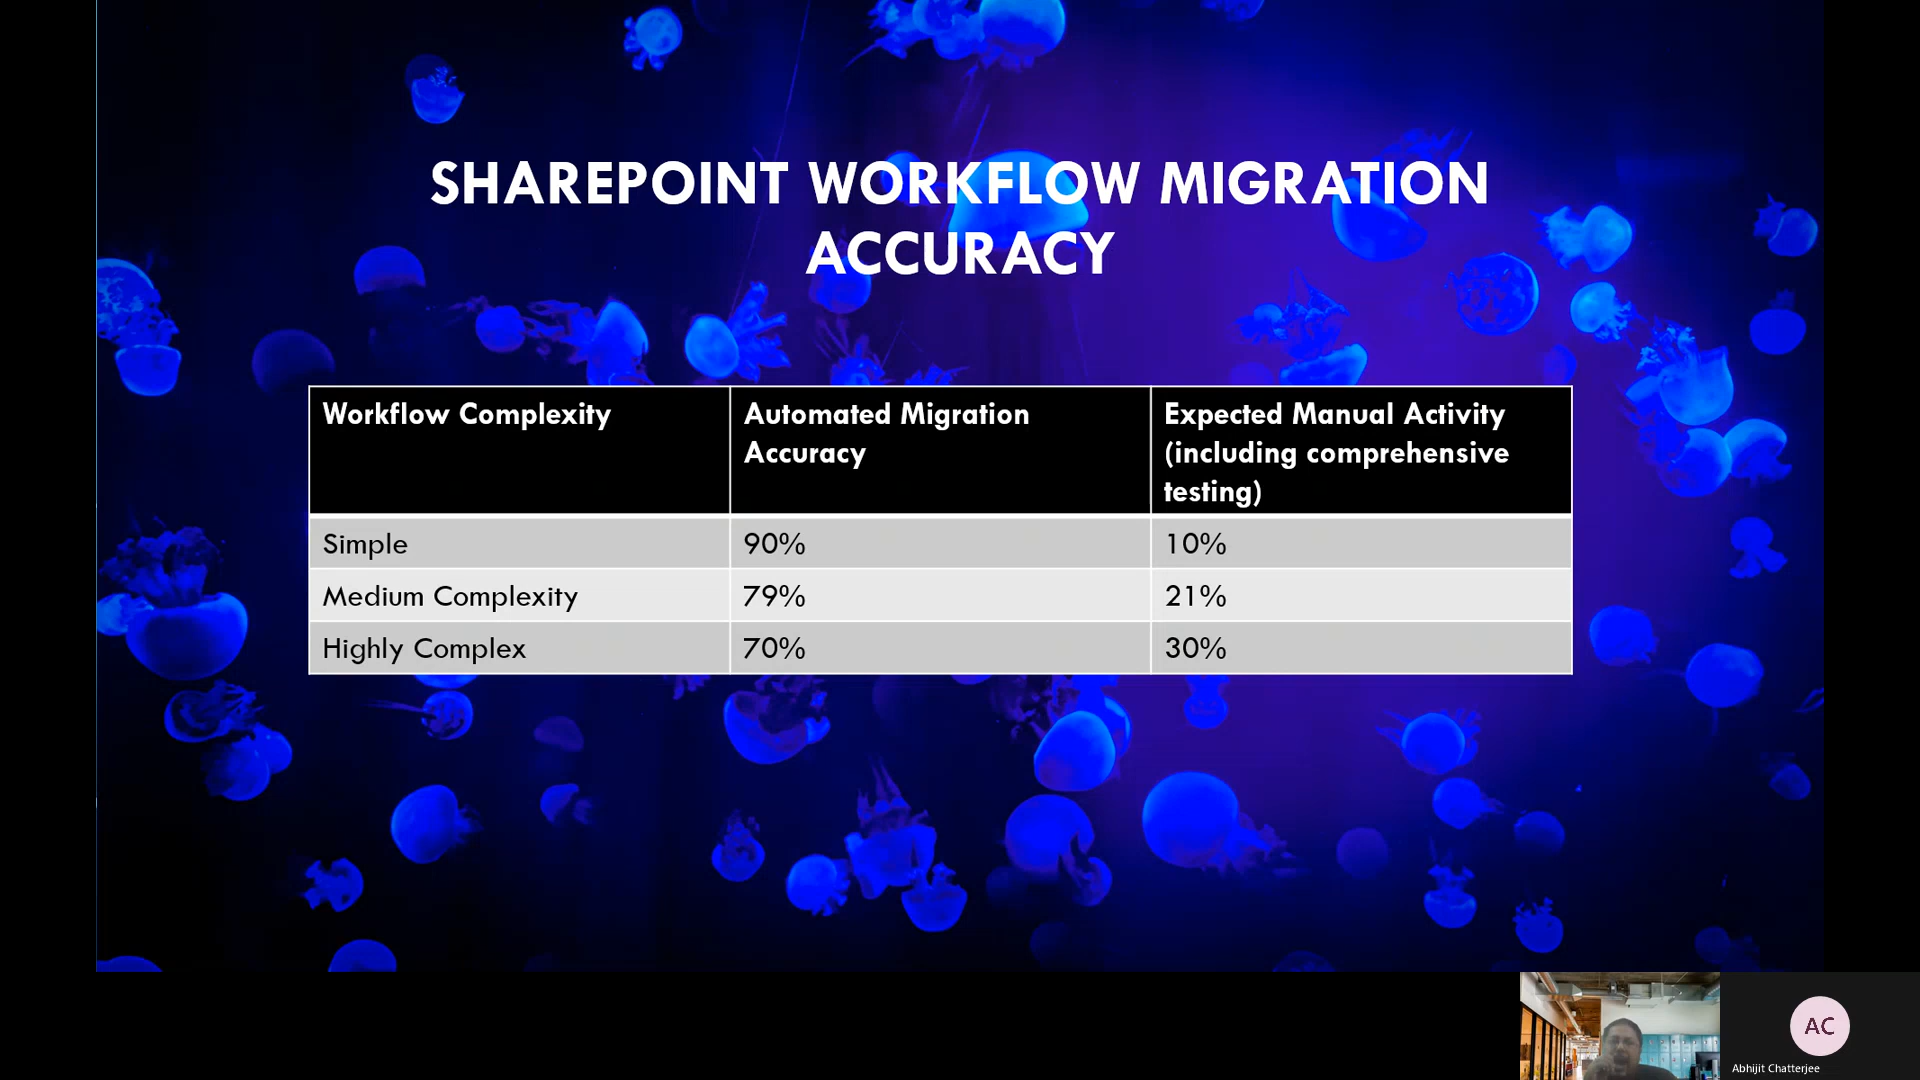 SHAREPOINT WORKFLOW MIGRATION
ACCURACY
Workflow Complexity
Automated Migration
Accuracy
Expected Manual Activity
(including comprehensive
testing)
Simple
90%
10%
Medium Complexity
79%
21%
Highly Complex
70%
30%
AC
Abhijit Chatterjee